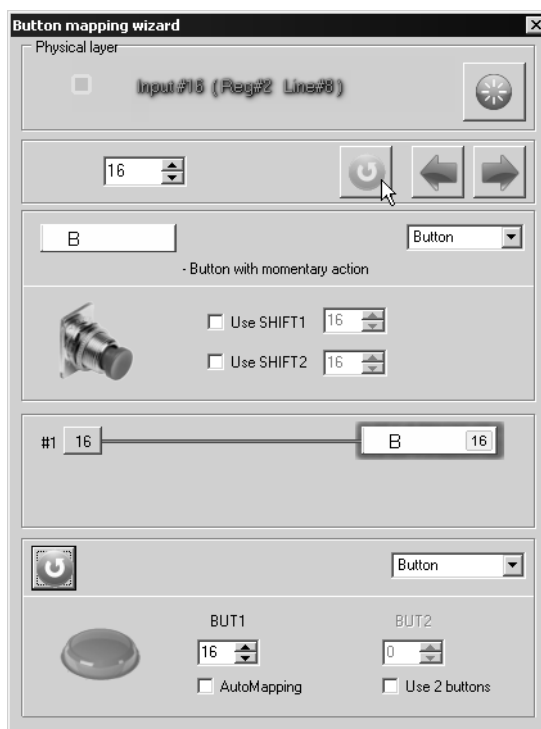 Button mapping wizard
Physical layer
Input#16 (Reg#2 Line#8)
16
B
Button
- Button with momentary action
Use SHIFT1 16
Use SHIFT2 16
#1 16 B 16
Button
BUT1 BUT2
16 0
AutoMapping Use 2 buttons